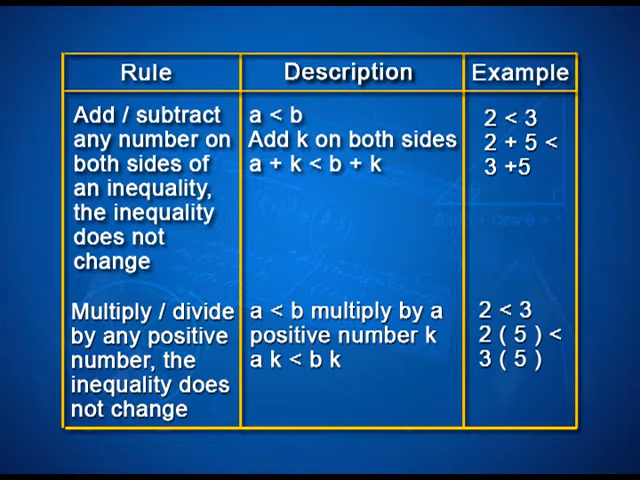 Rule
Description
Example
Add / subtract
any number on
both sides of
an inequality,
the inequality
does not
change
a < b
Add k on both sides
a + k < b + k
2 < 3
2 + 5 <
3 +5
Multiply / divide
by any positive
number, the
inequality does
not change
a < b multiply by a
positive number k
a k < b k
2 < 3
2 ( 5 ) <
3 ( 5 )